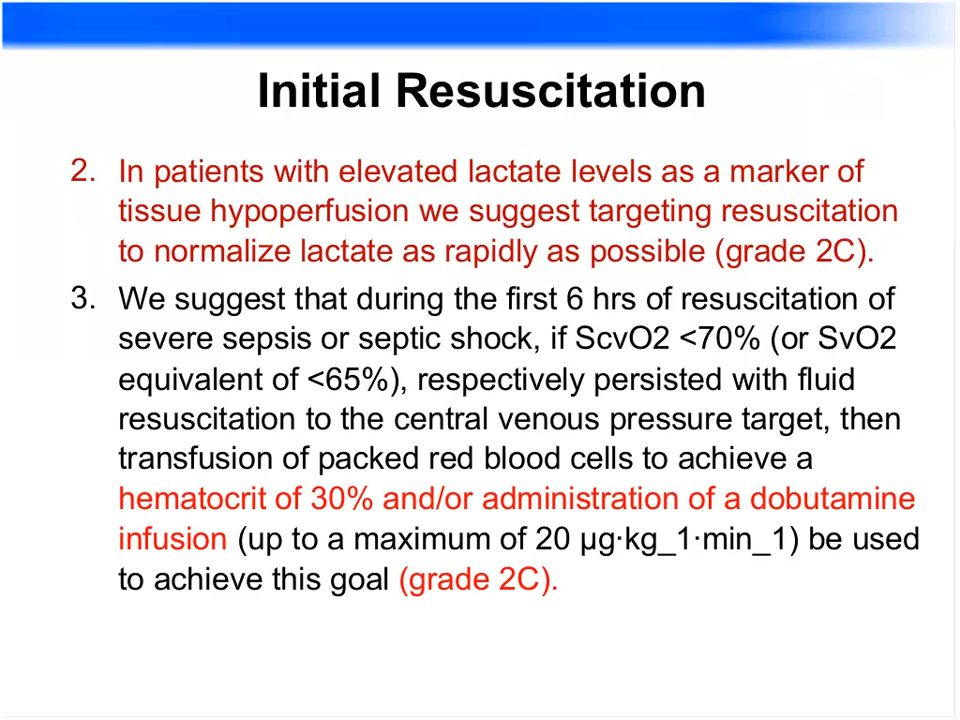 Initial Resuscitation
2. In patients with elevated lactate levels as a marker of
tissue hypoperfusion we suggest targeting resuscitation
to normalize lactate as rapidly as possible (grade 2C).
3. We suggest that during the first 6 hrs of resuscitation of
severe sepsis or septic shock, if ScvO2 <70% (or SvO2
equivalent of <65%), respectively persisted with fluid
resuscitation to the central venous pressure target, then
transfusion of packed red blood cells to achieve a
hematocrit of 30% and/or administration of a dobutamine
infusion (up to a maximum of 20 μg·kg_1·min_1) be used
to achieve this goal (grade 2C).